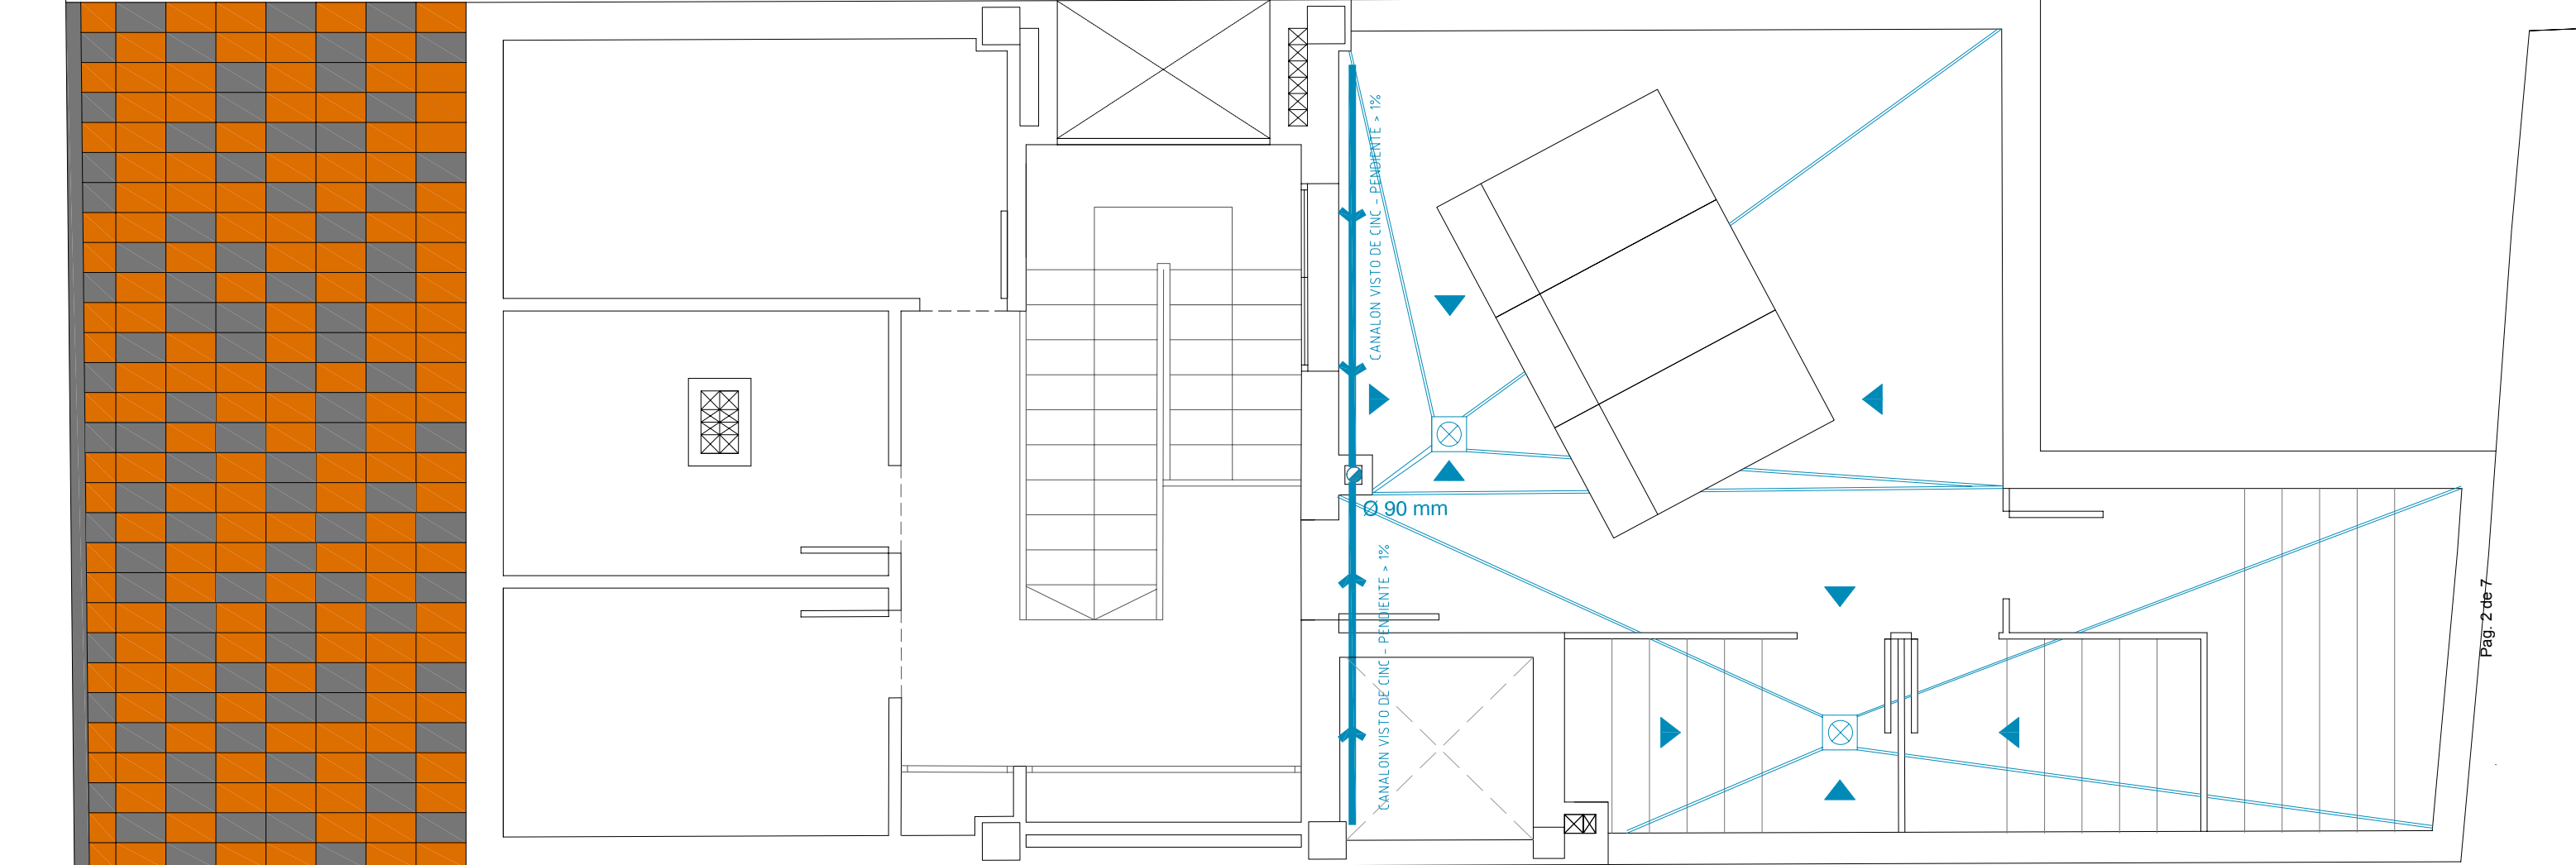 CANALON VISTO DE CINC - PENDIENTE > 1%
Ø 90 mm
CANALON VISTO DE CINC - PENDIENTE > 1%
Pag. 2 de 7